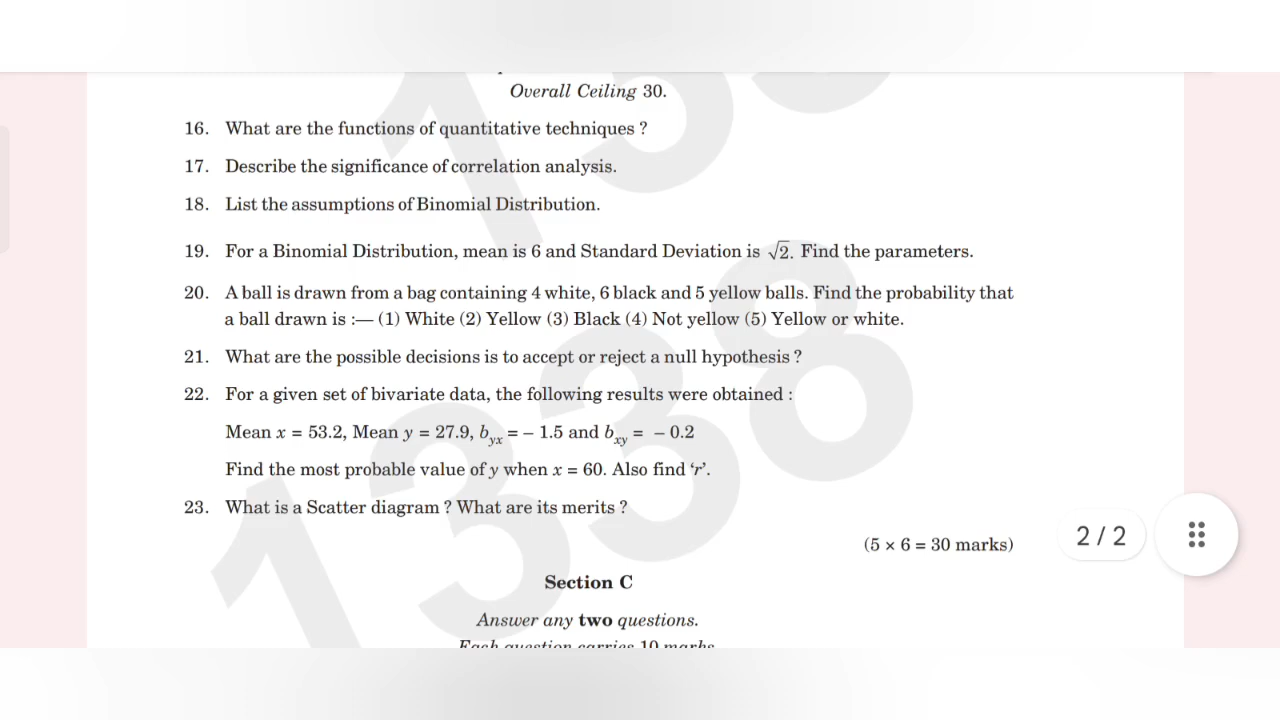 Overall Ceiling 30.
16. What are the functions of quantitative techniques ?
17. Describe the significance of correlation analysis.
18. List the assumptions of Binomial Distribution.
19. For a Binomial Distribution, mean is 6 and Standard Deviation is √2. Find the parameters.
20. A ball is drawn from a bag containing 4 white, 6 black and 5 yellow balls. Find the probability that
a ball drawn is :— (1) White (2) Yellow (3) Black (4) Not yellow (5) Yellow or white.
21. What are the possible decisions is to accept or reject a null hypothesis ?
22. For a given set of bivariate data, the following results were obtained :
Mean x = 53.2, Mean y = 27.9, b_yx = – 1.5 and b_xy = – 0.2
Find the most probable value of y when x = 60. Also find ‘r’.
23. What is a Scatter diagram ? What are its merits ?
(5 × 6 = 30 marks)
2 / 2
Section C
Answer any two questions.
Each question carries 10 marks